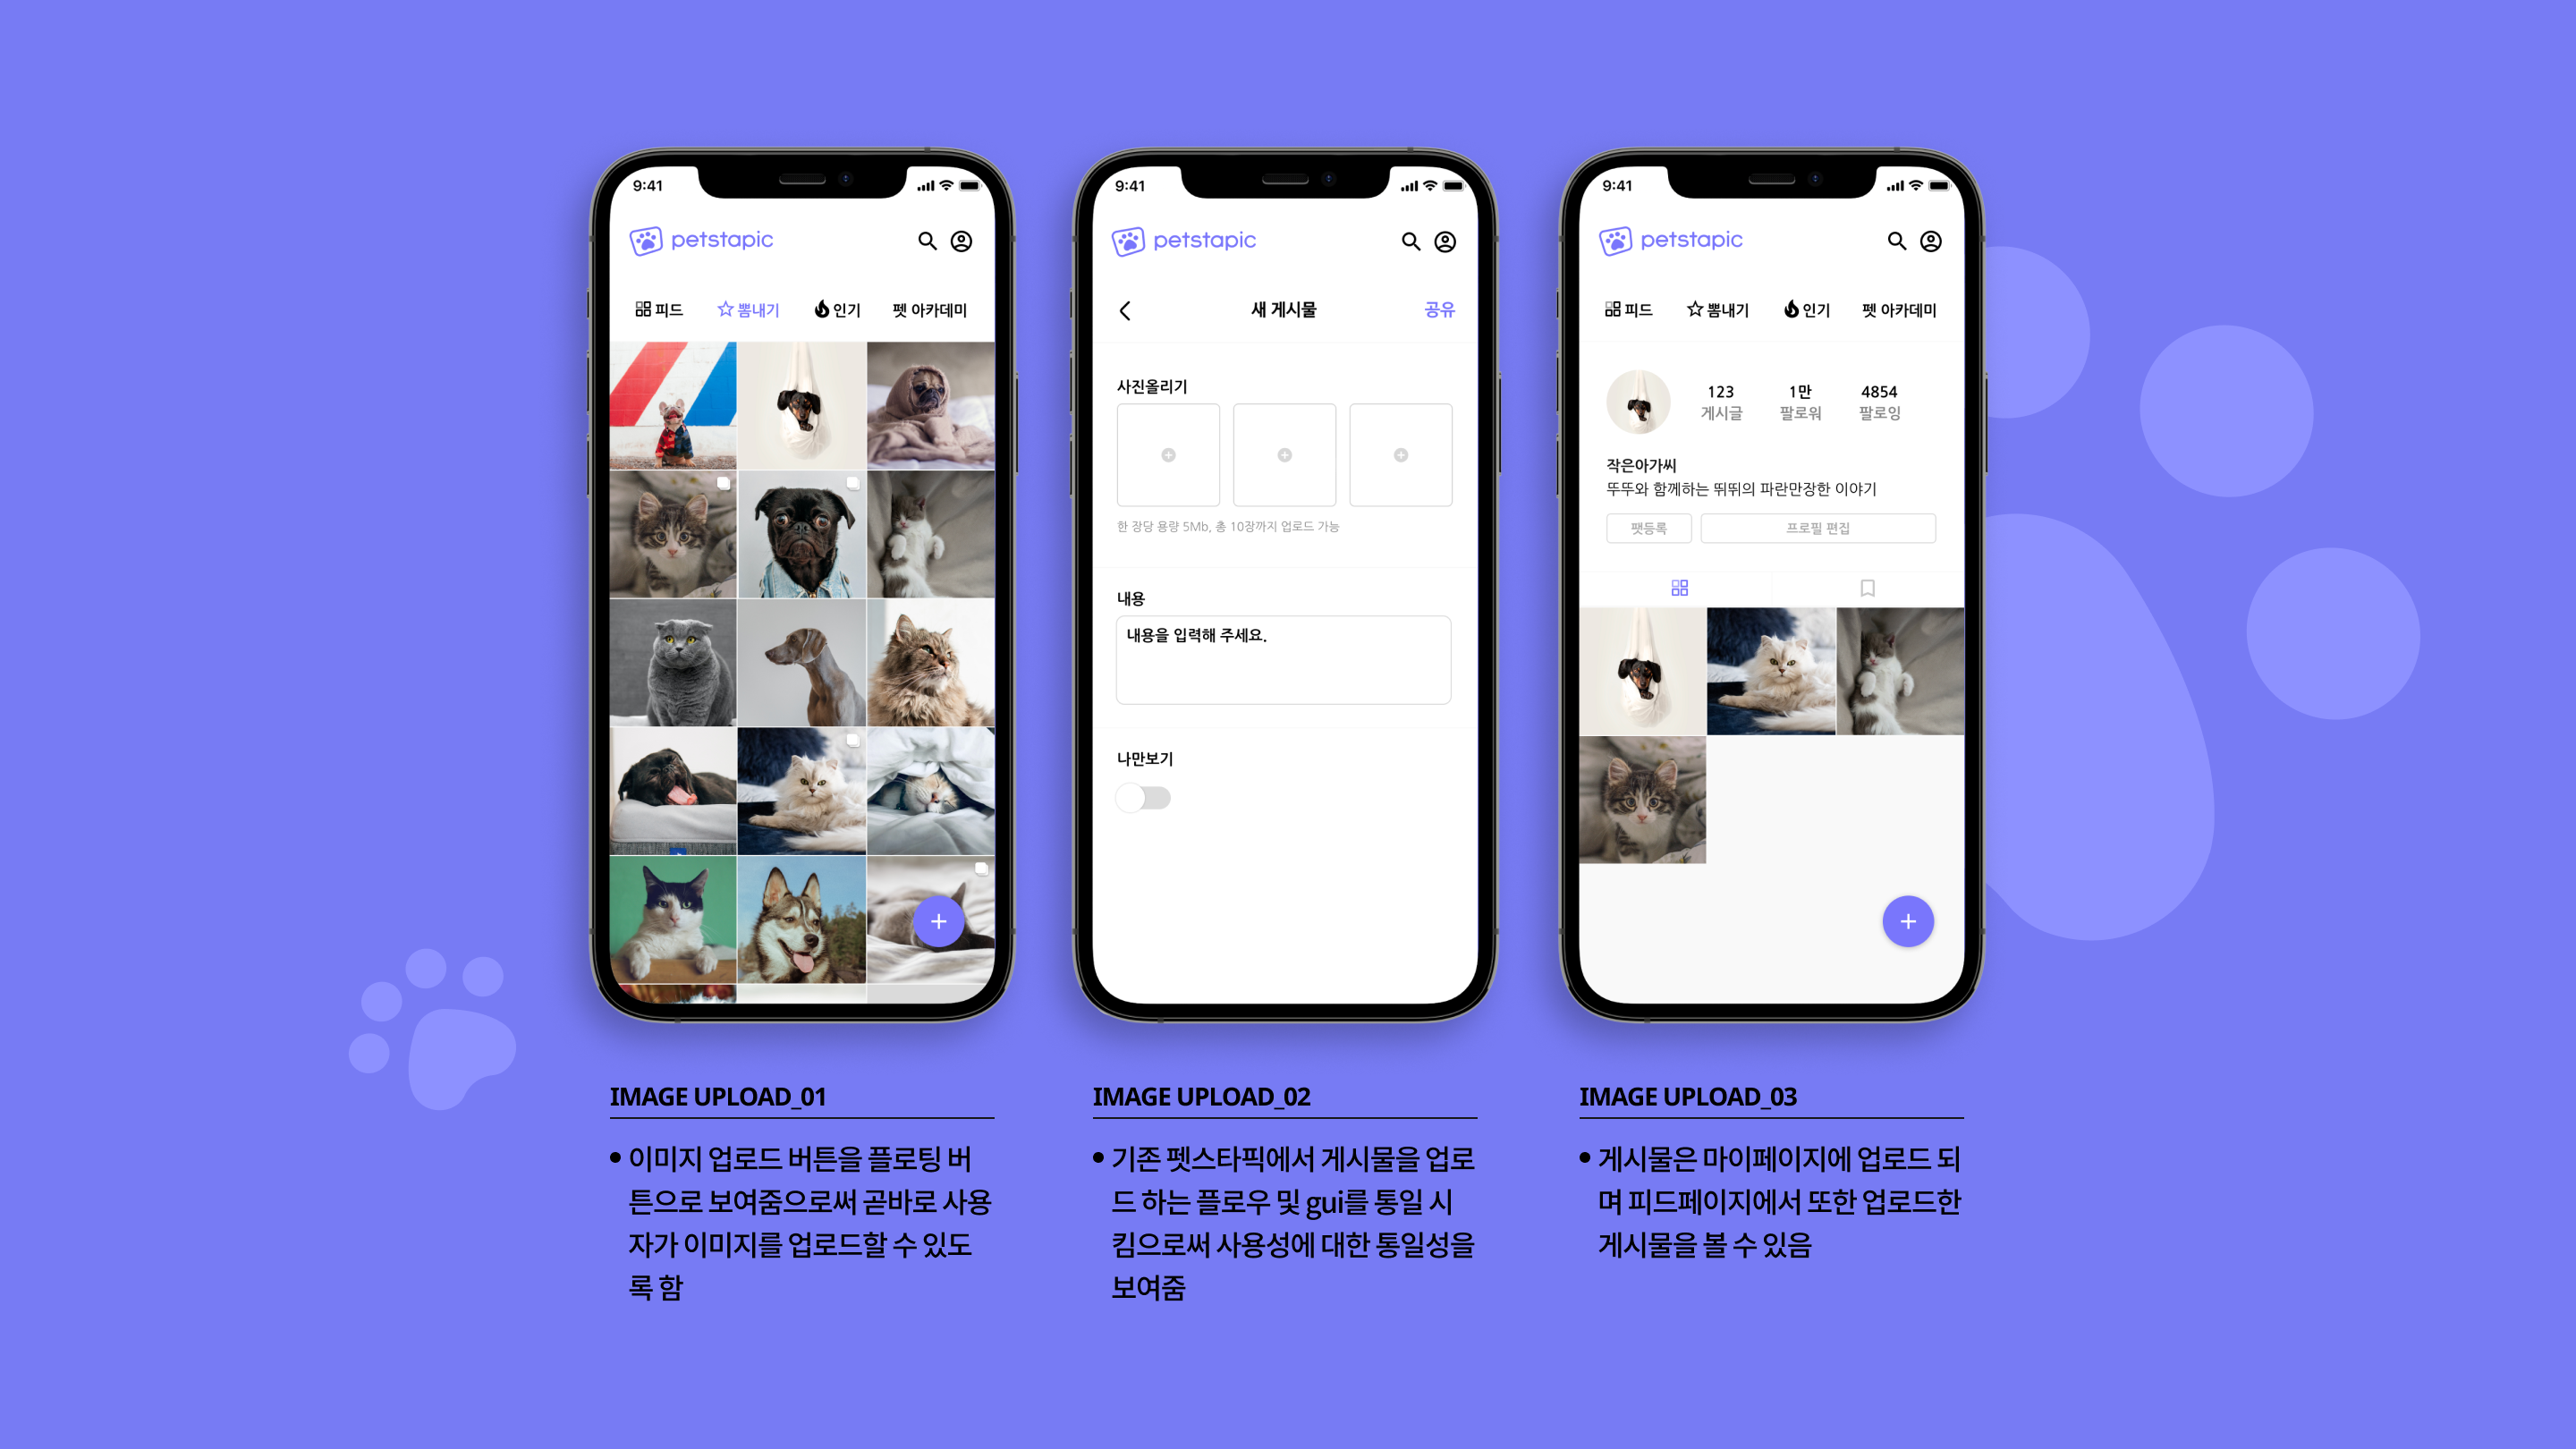 9:41
petstapic
피드 뽐내기 인기 펫 아카데미
9:41
petstapic
새 게시물 공유
사진올리기
한 장당 용량 5Mb, 총 10장까지 업로드 가능
내용
내용을 입력해 주세요.
나만보기
9:41
petstapic
피드 뽐내기 인기 펫 아카데미
123 1만 4854
게시글 팔로워 팔로잉
작은아가씨
뚜뚜와 함께하는 뛰뛰의 파란만장한 이야기
팻등록 프로필 편집
IMAGE UPLOAD_01
이미지 업로드 버튼을 플로팅 버
튼으로 보여줌으로써 곧바로 사용
자가 이미지를 업로드할 수 있도
록 함
IMAGE UPLOAD_02
기존 펫스타픽에서 게시물을 업로
드 하는 플로우 및 gui를 통일 시
킴으로써 사용성에 대한 통일성을
보여줌
IMAGE UPLOAD_03
게시물은 마이페이지에 업로드 되
며 피드페이지에서 또한 업로드한
게시물을 볼 수 있음